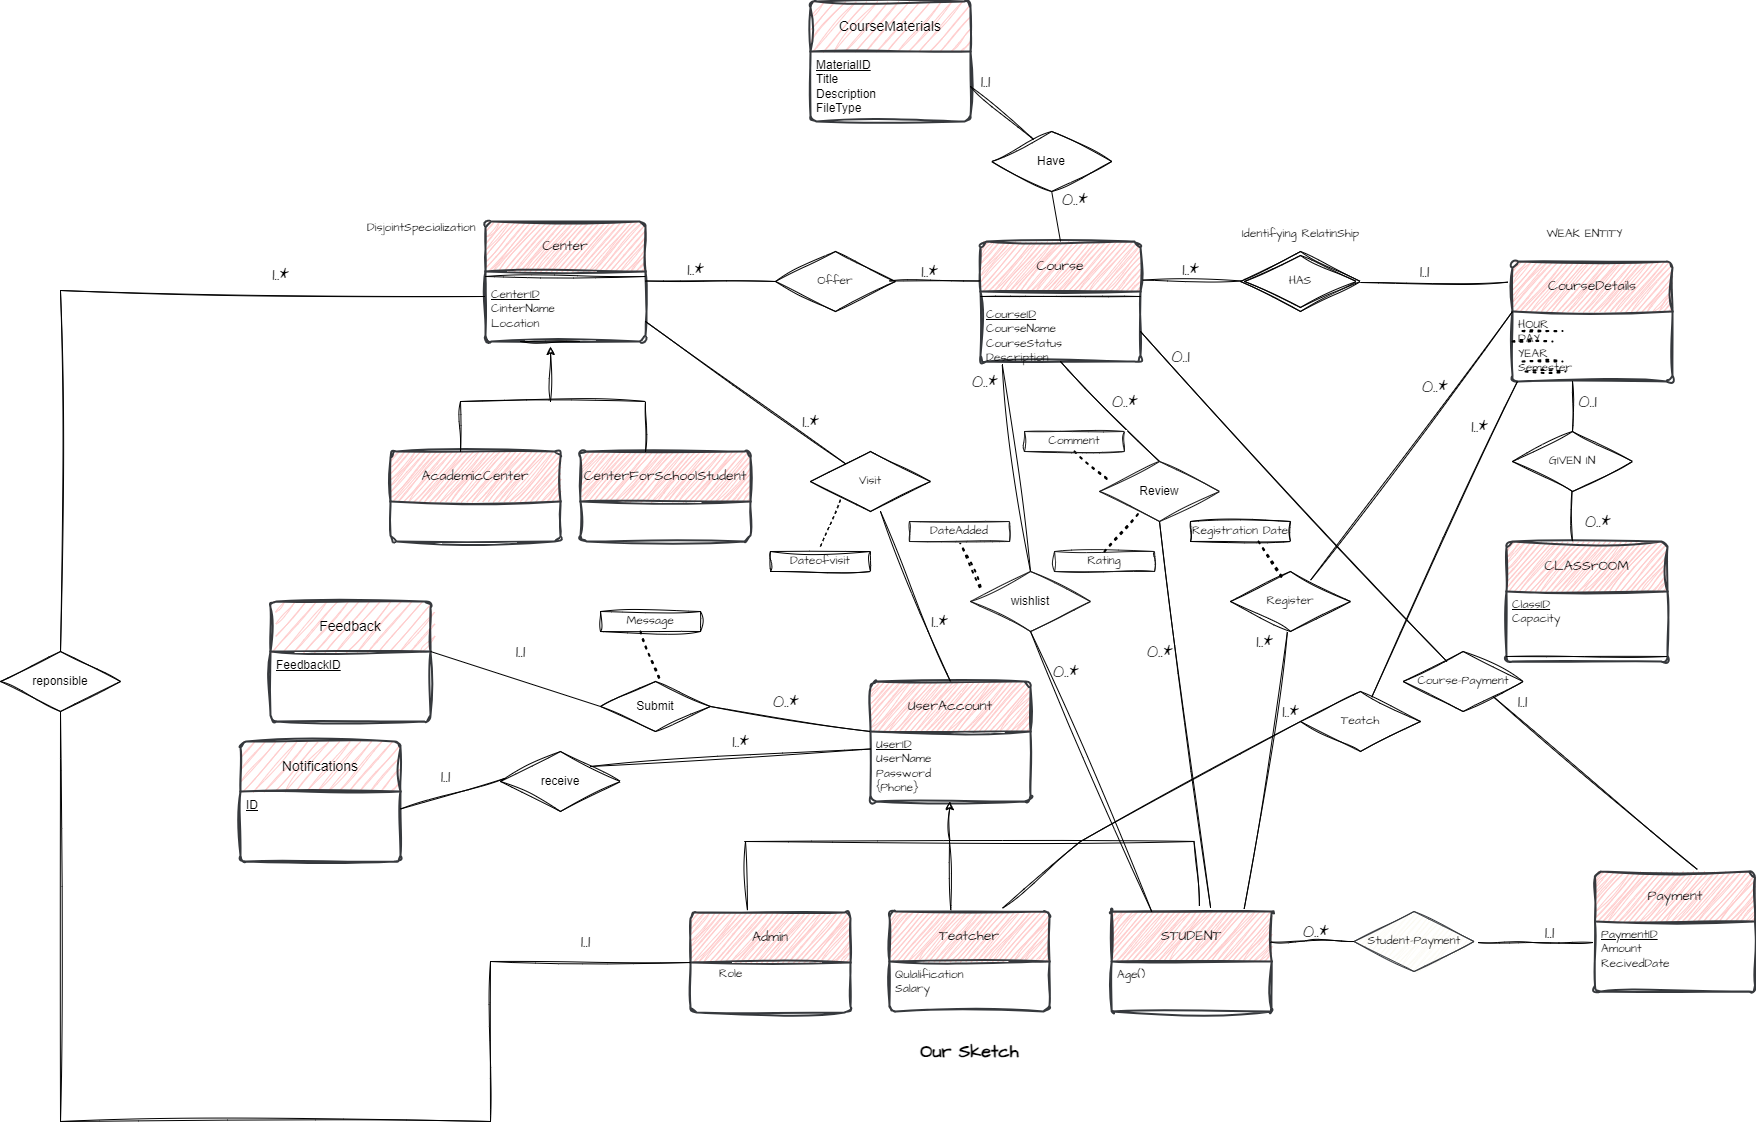 CourseMaterials
MaterialID
Title
Description
FileType
1..1
Have
0..*
DisjointSpecialization
Center
CenterID
CinterName
Location
1..*
1..*
Offer
1..*
Course
CourseID
CourseName
CourseStatus
Description
Identifying RelatinShip
1..*
HAS
1..1
WEAK ENTITY
CourseDetails
HOUR
DAY
YEAR
Semester
0..1
0..*
0..*
0..*
1..*
0..1
1..*
Comment
GIVEN IN
AcademicCenter
CenterForSchoolStudent
Visit
Review
0..*
DateAdded
Registration Date
Dateofvisit
Rating
CLASSrOOM
ClassID
Capacity
wishlist
Register
Feedback
FeedbackID
1..1
Message
1..*
1..*
0..*
0..*
reponsible
Submit
0..*
UserAccount
UserID
UserName
Password
{Phone}
Course-Payment
1..1
1..*
Teatch
1..*
Notifications
ID
1..1
receive
Admin
Role
Teatcher
Qulalification
Salary
STUDENT
Age()
0..*
Student-Payment
1..1
Payment
PaymentID
Amount
RecivedDate
1..1
Our Sketch